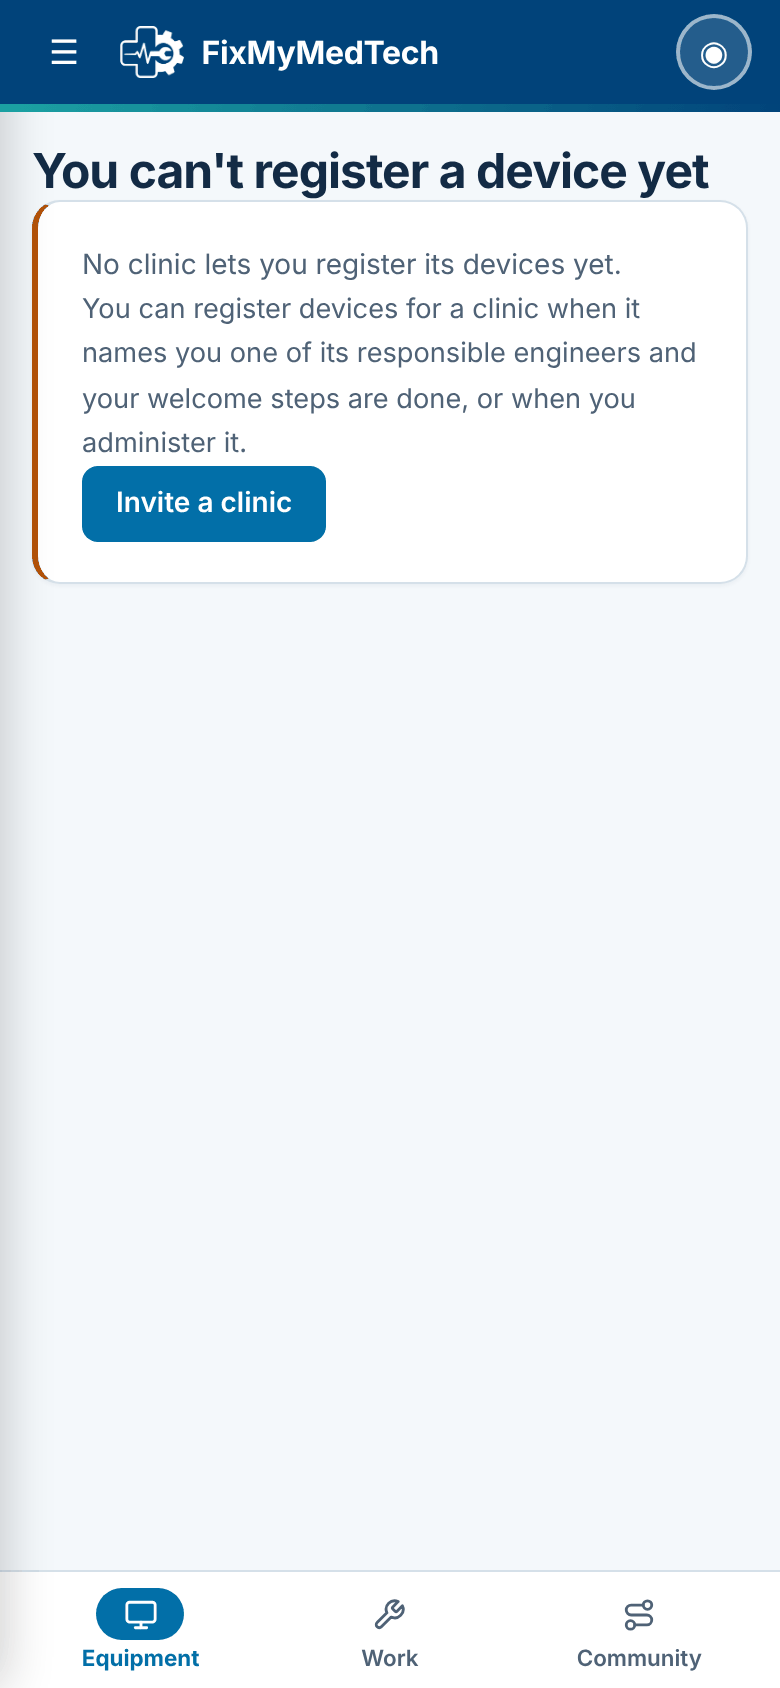 FixMyMedTech
You can't register a device yet
No clinic lets you register its devices yet.
You can register devices for a clinic when it
names you one of its responsible engineers and
your welcome steps are done, or when you
administer it.
Invite a clinic
Equipment
Work
Community